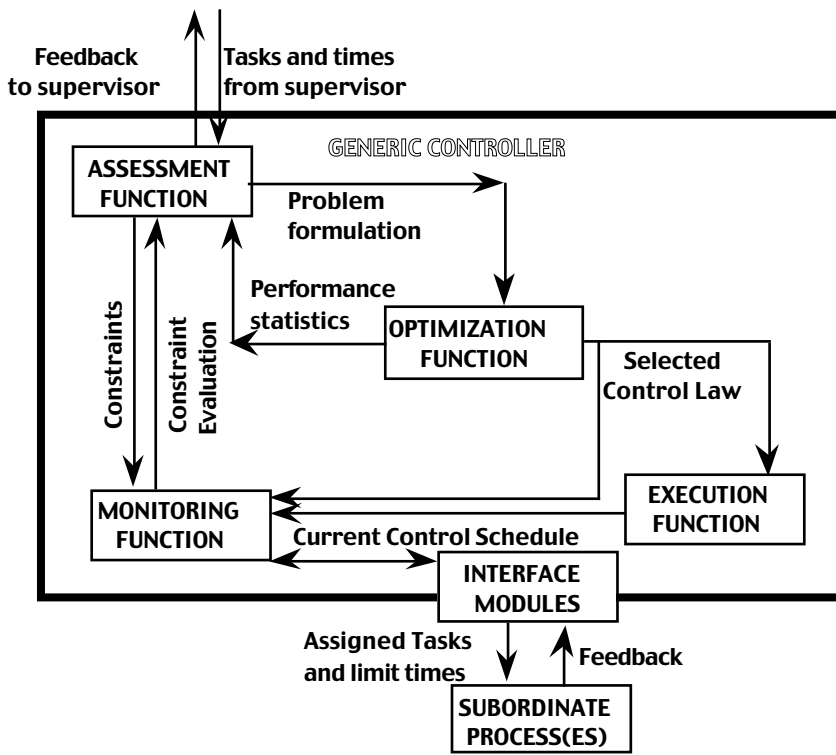 Feedback
to supervisor
Tasks and times
from supervisor
GENERIC CONTROLLER
ASSESSMENT
FUNCTION
Problem
formulation
Performance
statistics
Constraints
Constraint
Evaluation
OPTIMIZATION
FUNCTION
Selected
Control Law
MONITORING
FUNCTION
EXECUTION
FUNCTION
Current Control Schedule
INTERFACE
MODULES
Assigned Tasks
and limit times
Feedback
SUBORDINATE
PROCESS(ES)